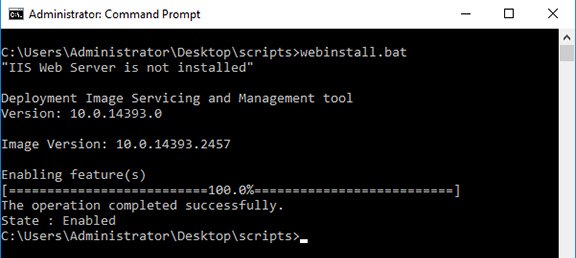 Administrator: Command Prompt
C:\Users\Administrator\Desktop\scripts>webinstall.bat
"IIS Web Server is not installed"
Deployment Image Servicing and Management tool
Version: 10.0.14393.0
Image Version: 10.0.14393.2457
Enabling feature(s)
[==========================100.0%==========================]
The operation completed successfully.
State : Enabled
C:\Users\Administrator\Desktop\scripts>